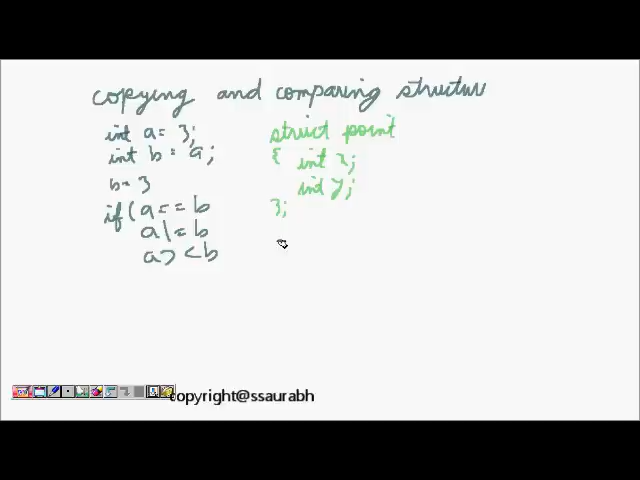 copying and comparing structur
int a = 3;
int b = a;
b = 3
if ( a = = b
a | = b
a > < b
struct point
{ int x;
int y;
};
copyright@ssaurabh